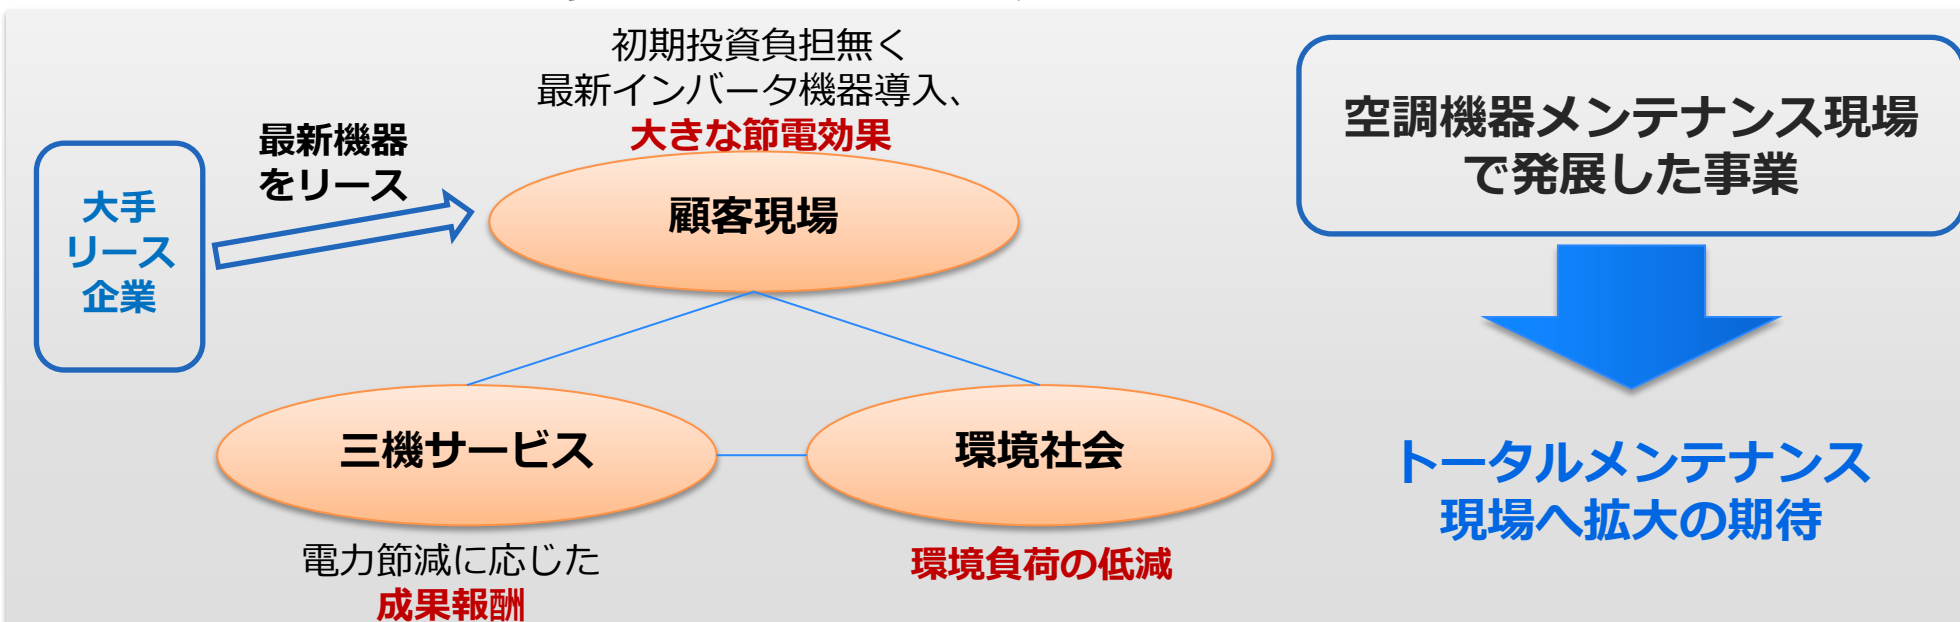 初期投資負担無く
最新インバータ機器導入、
大きな節電効果
最新機器
をリース
大手
リース
企業
顧客現場
三機サービス
環境社会
電力節減に応じた
成果報酬
環境負荷の低減
空調機器メンテナンス現場
で発展した事業
トータルメンテナンス
現場へ拡大の期待